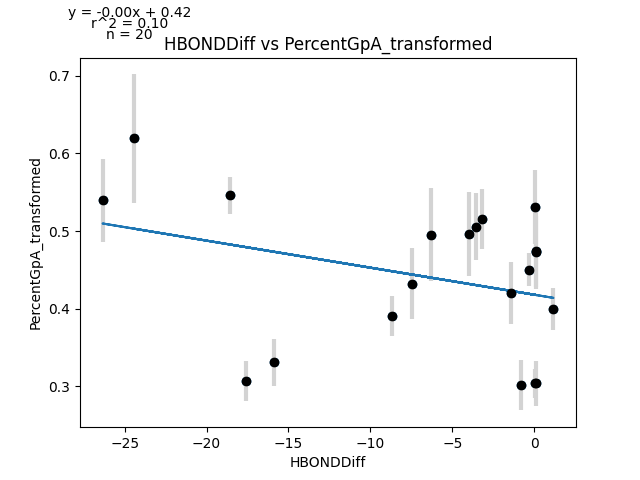 y = -0.00x + 0.42
r^2 = 0.10
n = 20
HBONDDiff vs PercentGpA_transformed
PercentGpA_transformed
0.7
0.6
0.5
0.4
0.3
−25
−20
−15
−10
−5
0
HBONDDiff